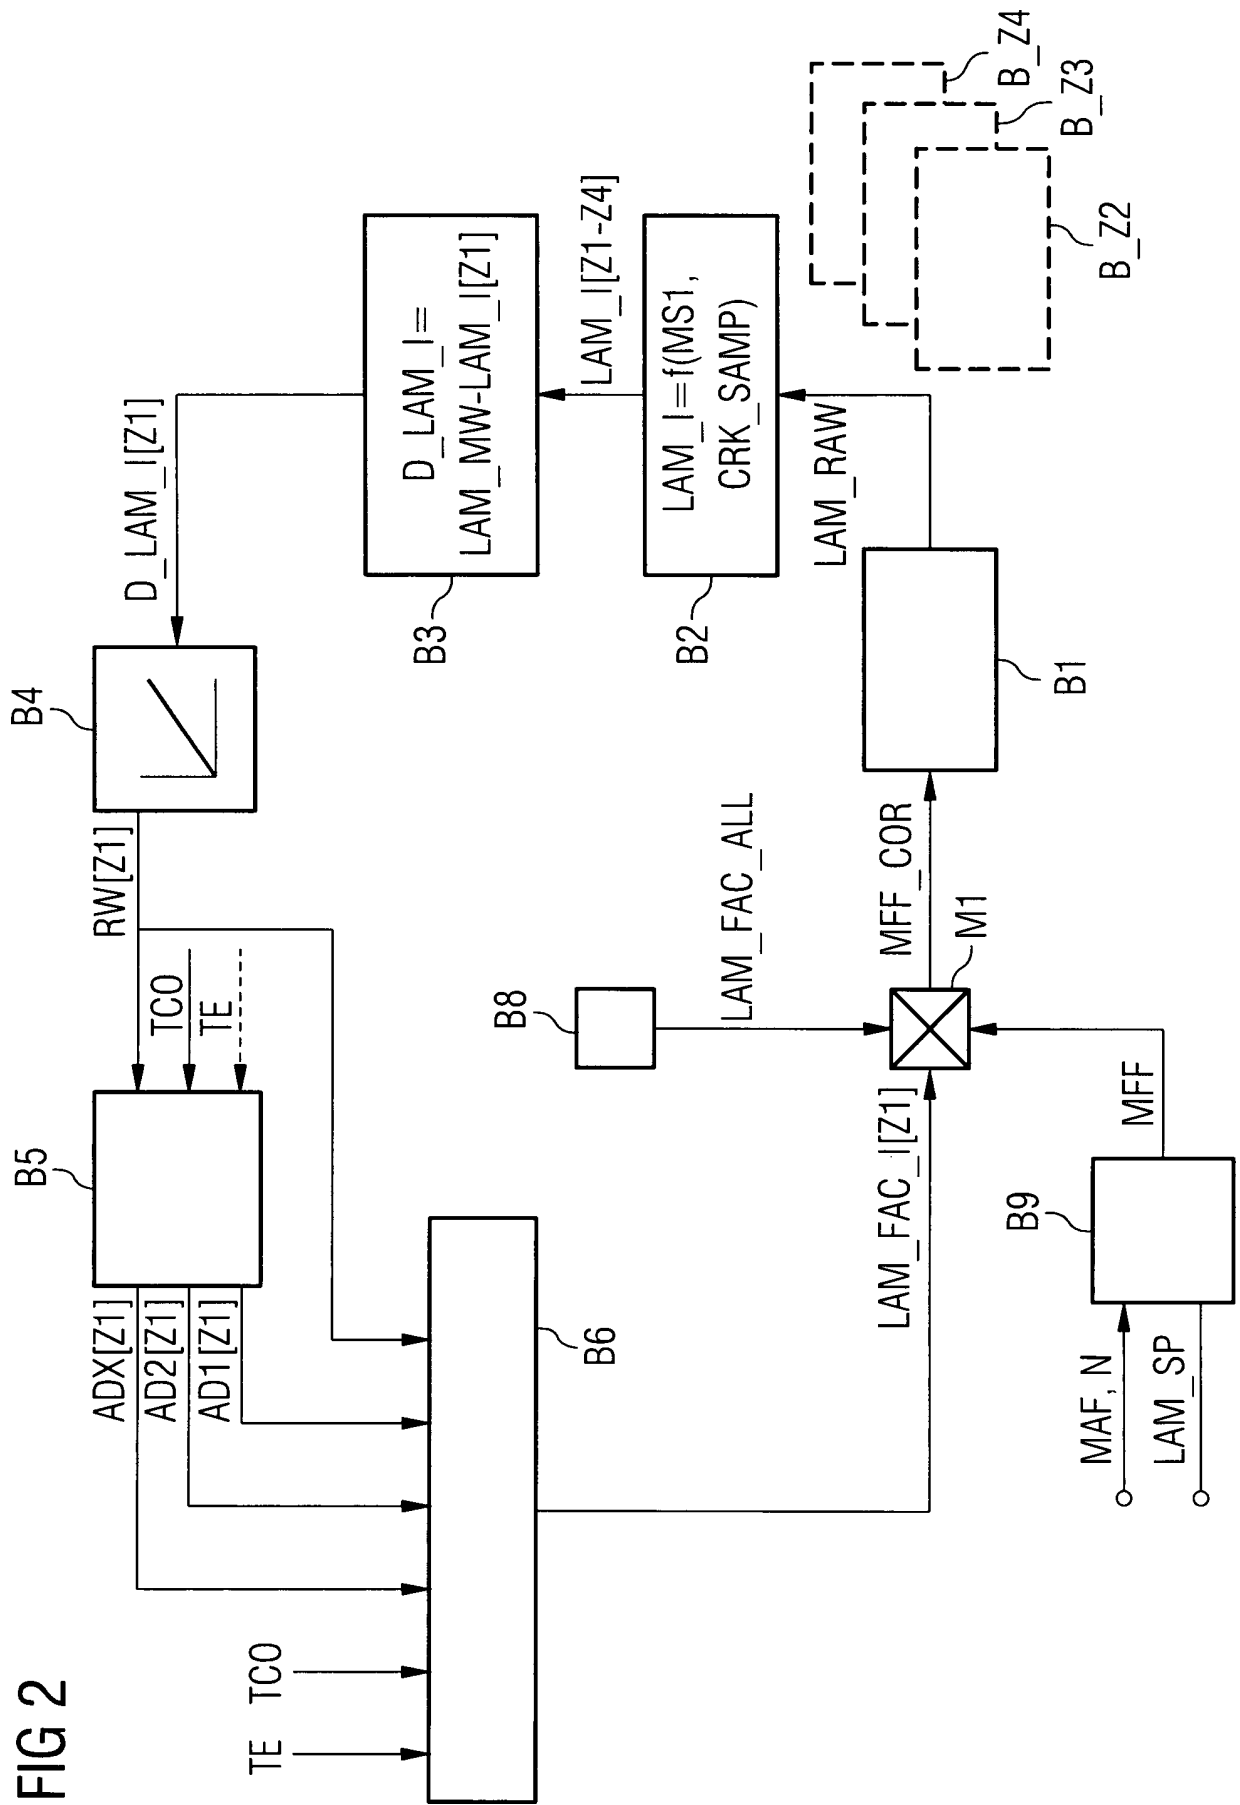 FIG 2
TE
TCO
ADX[Z1]
AD2[Z1]
AD1[Z1]
B5
TCO
TE
RW[Z1]
B4
D_LAM_I[Z1]
B3
D_LAM_I=
LAM_MW-LAM_I[Z1]
LAM_I[Z1-Z4]
B2
LAM_I=f(MS1,
CRK_SAMP)
LAM_RAW
B6
B8
LAM_FAC_ALL
LAM_FAC_I[Z1]
M1
MFF_COR
B1
MAF, N
LAM_SP
B9
MFF
B_Z2
B_Z3
B_Z4